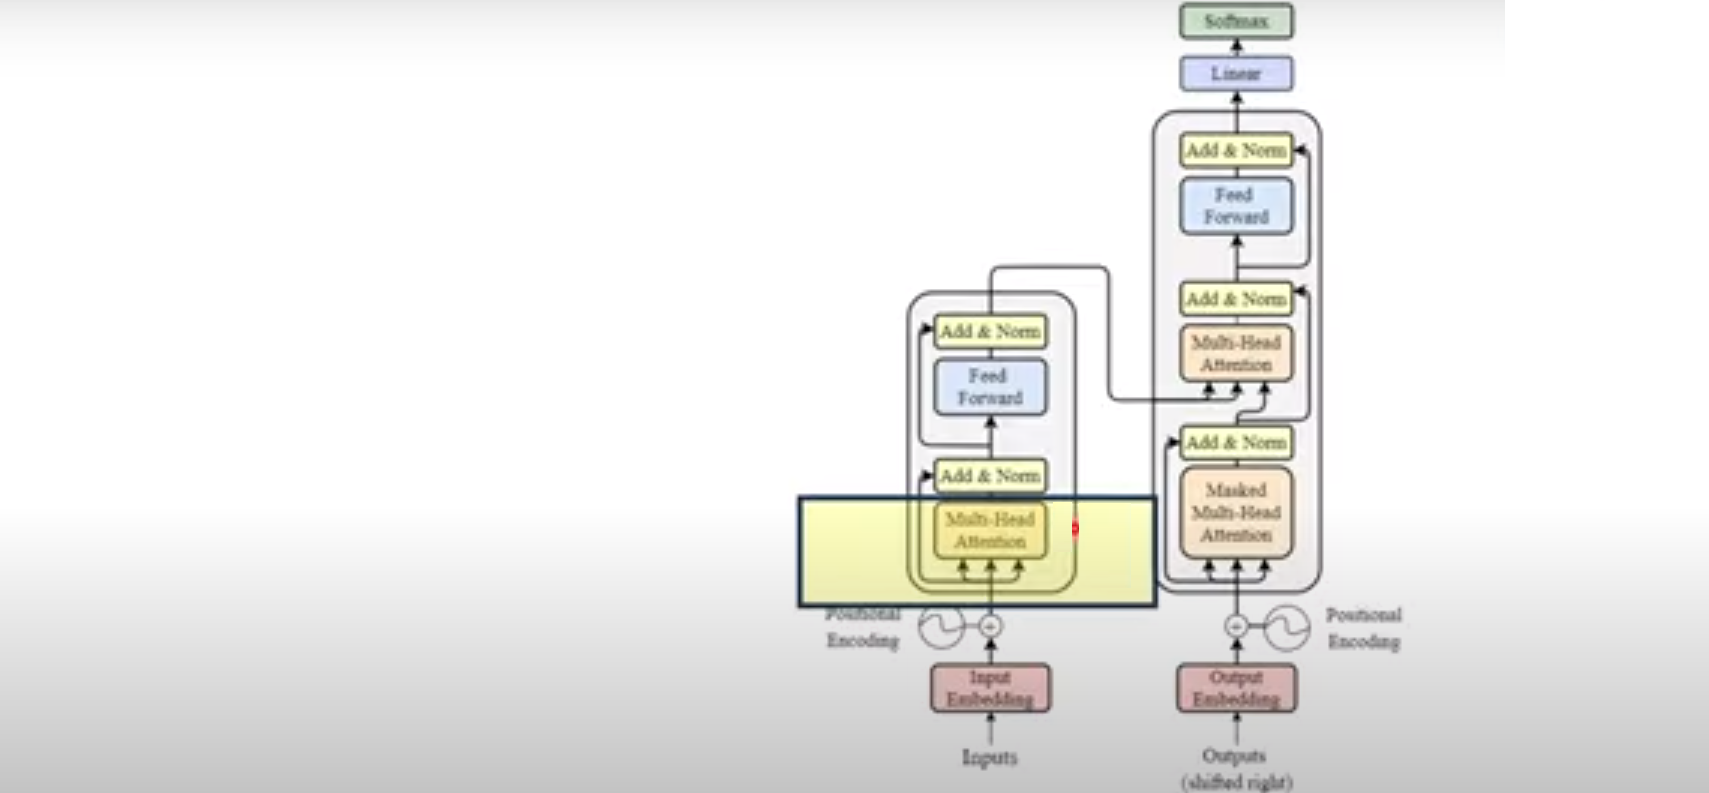 Softmax
Linear
Add & Norm
Feed
Forward
Add & Norm
Multi-Head
Attention
Add & Norm
Masked
Multi-Head
Attention
Positional
Encoding
Output
Embedding
Outputs
(shifted right)
Add & Norm
Feed
Forward
Add & Norm
Multi-Head
Attention
Positional
Encoding
Input
Embedding
Inputs